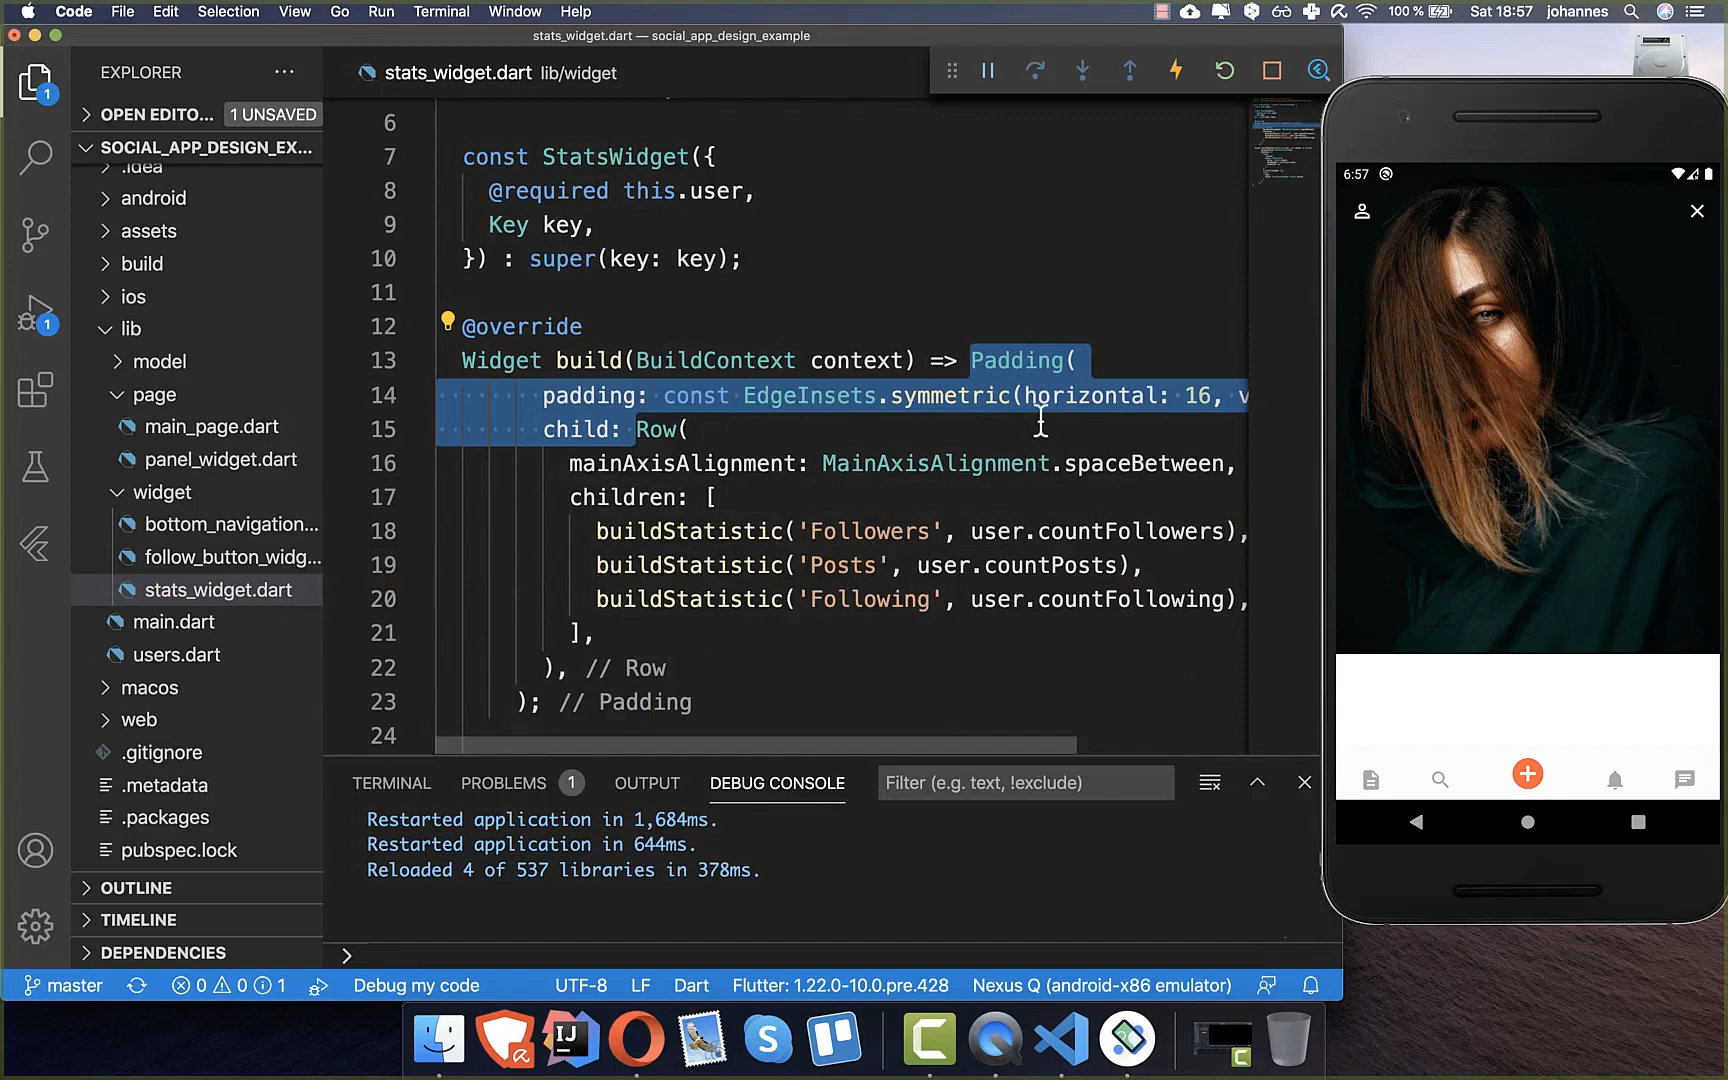 Code File Edit Selection View Go Run Terminal Window Help
100 % Sat 18:57 johannes
stats_widget.dart — social_app_design_example
EXPLORER
OPEN EDITO... 1 UNSAVED
SOCIAL_APP_DESIGN_EX...
.idea
android
assets
build
ios
lib
model
page
main_page.dart
panel_widget.dart
widget
bottom_navigation...
follow_button_widg...
stats_widget.dart
main.dart
users.dart
macos
web
.gitignore
.metadata
.packages
pubspec.lock
OUTLINE
TIMELINE
DEPENDENCIES
1
1
stats_widget.dart lib/widget
6
7 const StatsWidget({
8 @required this.user,
9 Key key,
10 }) : super(key: key);
11
12 @override
13 Widget build(BuildContext context) => Padding(
14 padding: const EdgeInsets.symmetric(horizontal: 16, v
15 child: Row(
16 mainAxisAlignment: MainAxisAlignment.spaceBetween,
17 children: [
18 buildStatistic('Followers', user.countFollowers),
19 buildStatistic('Posts', user.countPosts),
20 buildStatistic('Following', user.countFollowing),
21 ],
22 ), // Row
23 ); // Padding
24
TERMINAL PROBLEMS 1 OUTPUT DEBUG CONSOLE Filter (e.g. text, !exclude)
Restarted application in 1,684ms.
Restarted application in 644ms.
Reloaded 4 of 537 libraries in 378ms.
master 0 0 1 Debug my code UTF-8 LF Dart Flutter: 1.22.0-10.0.pre.428 Nexus Q (android-x86 emulator)
6:57
IJ